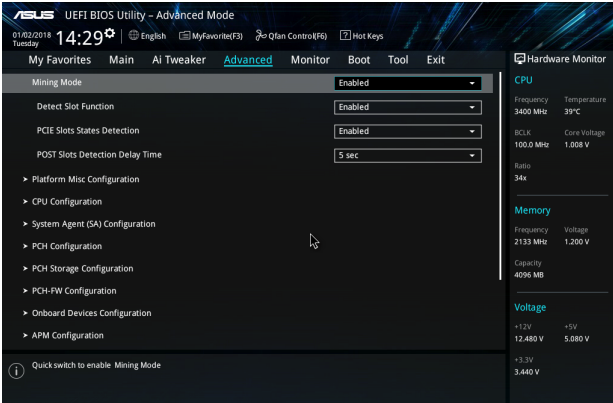 ASUS UEFI BIOS Utility – Advanced Mode
01/02/2018 14:29 English MyFavorite(F3) Qfan Control(F6) ? Hot Keys
Tuesday
My Favorites Main Ai Tweaker Advanced Monitor Boot Tool Exit
Hardware Monitor
Mining Mode Enabled
Detect Slot Function Enabled
PCIE Slots States Detection Enabled
POST Slots Detection Delay Time 5 sec
> Platform Misc Configuration
> CPU Configuration
> System Agent (SA) Configuration
> PCH Configuration
> PCH Storage Configuration
> PCH-FW Configuration
> Onboard Devices Configuration
> APM Configuration
i Quick switch to enable Mining Mode
CPU
Frequency Temperature
3400 MHz 39°C
BCLK Core Voltage
100.0 MHz 1.008 V
Ratio
34x
Memory
Frequency Voltage
2133 MHz 1.200 V
Capacity
4096 MB
Voltage
+12V +5V
12.480 V 5.080 V
+3.3V
3.440 V